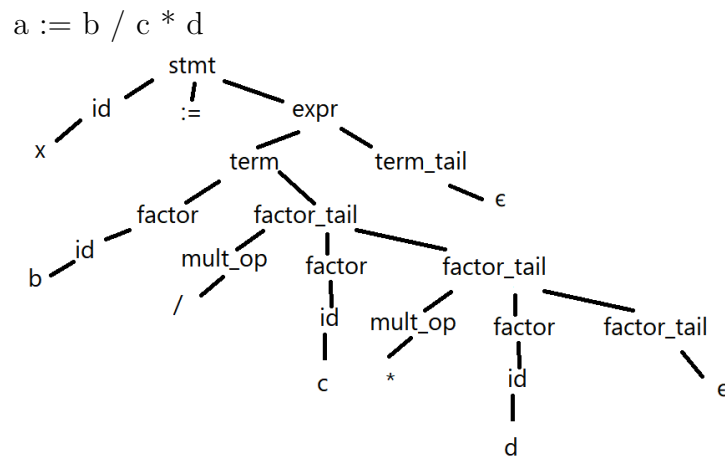 a := b / c * d
stmt
id := expr
x
term term_tail
factor factor_tail ϵ
id mult_op factor factor_tail
b / id mult_op factor factor_tail
c * id ϵ
d